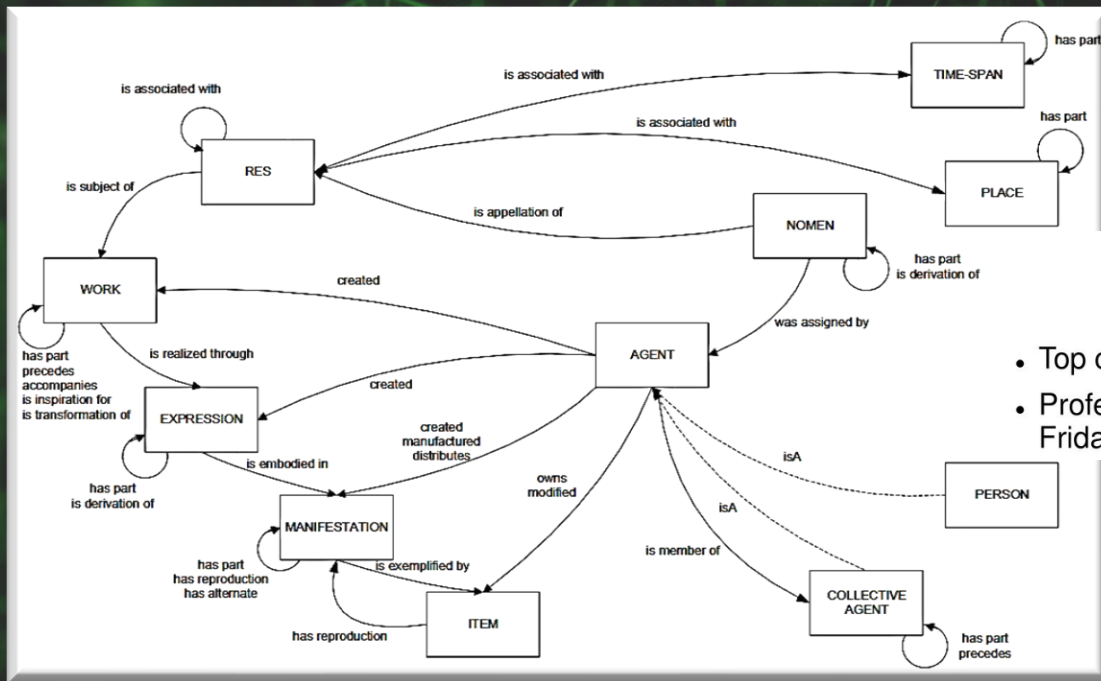 has part
TIME-SPAN
is associated with
is associated with
has part
is associated with
RES
PLACE
is subject of
is appellation of
NOMEN
has part
is derivation of
WORK
created
was assigned by
has part
precedes
accompanies
is inspiration for
is transformation of
is realized through
AGENT
created
EXPRESSION
created
manufactured
distributes
is embodied in
has part
is derivation of
owns
modified
isA
PERSON
MANIFESTATION
isA
has part
has reproduction
has alternate
is exemplified by
is member of
COLLECTIVE
AGENT
ITEM
has reproduction
has part
precedes
• Top
•